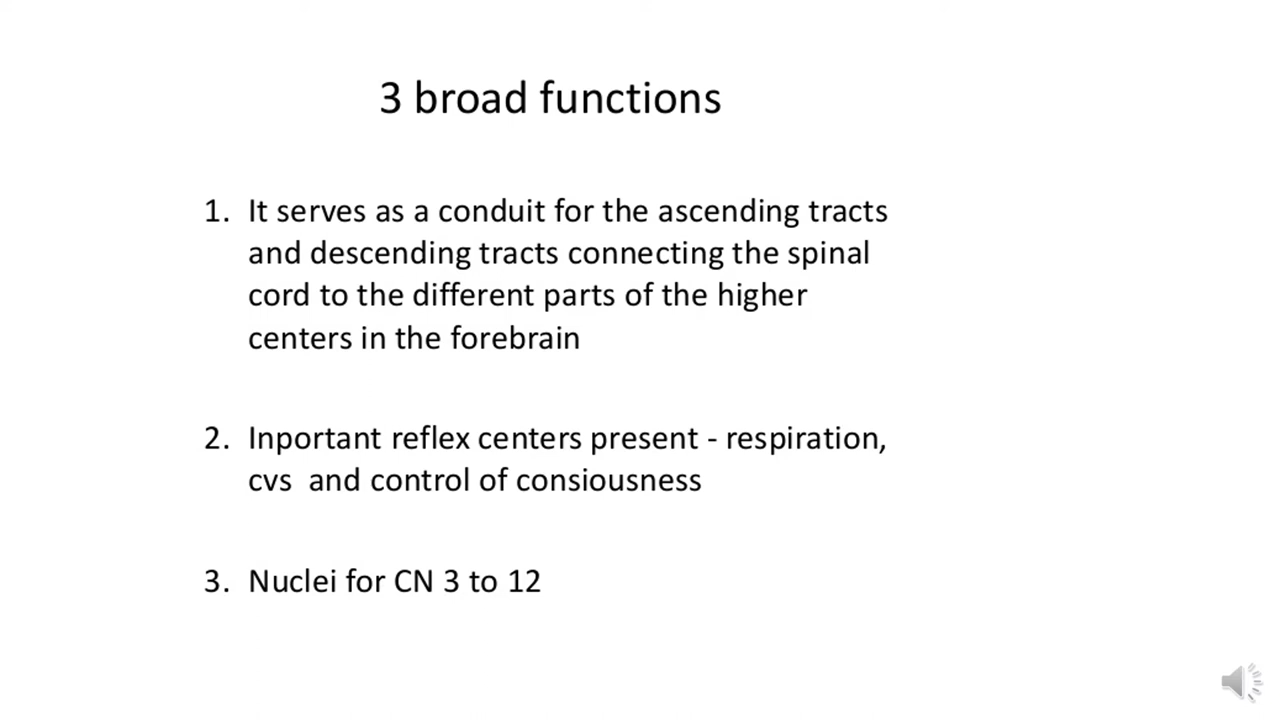 3 broad functions
1. It serves as a conduit for the ascending tracts
and descending tracts connecting the spinal
cord to the different parts of the higher
centers in the forebrain
2. Inportant reflex centers present - respiration,
cvs  and control of consiousness
3. Nuclei for CN 3 to 12